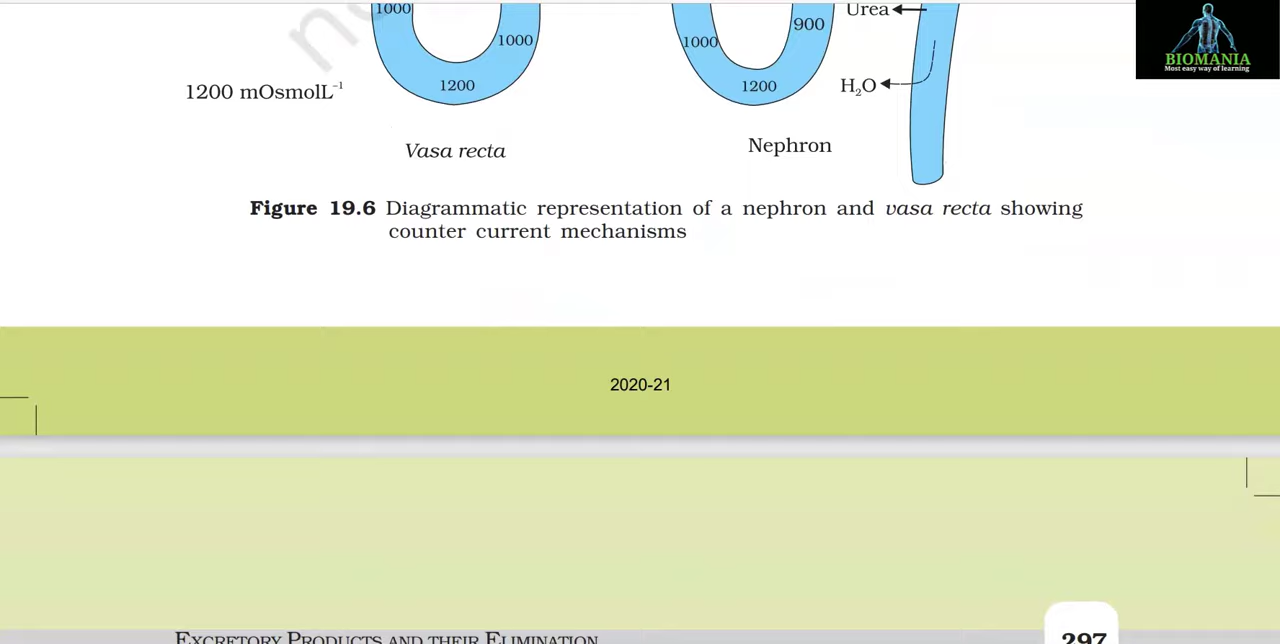 1000
1000
1200
1000
900
1200
Urea
H₂O
1200 mOsmolL⁻¹
Vasa recta
Nephron
Figure 19.6 Diagrammatic representation of a nephron and vasa recta showing
counter current mechanisms
2020-21
EXCRETORY PRODUCTS AND THEIR ELIMINATION
297
BIOMANIA
Most easy way of learning